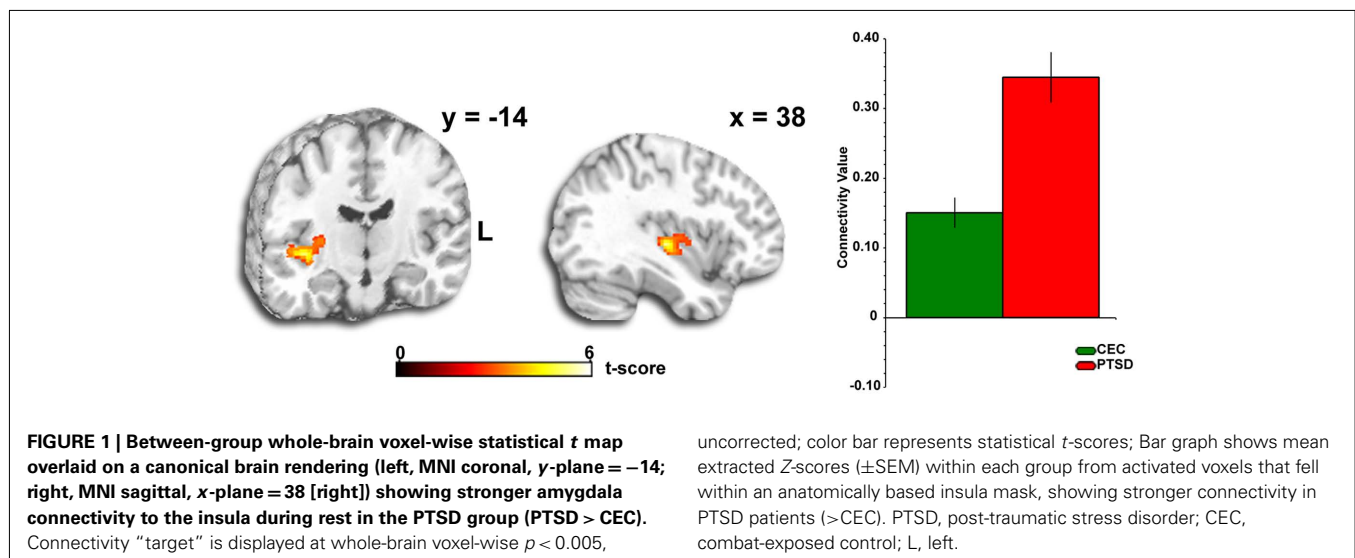 y = -14
x = 38
L
0
6
t-score
0.40
0.30
0.20
0.10
0
-0.10
Connectivity Value
CEC
PTSD
FIGURE 1 | Between-group whole-brain voxel-wise statistical t map
overlaid on a canonical brain rendering (left, MNI coronal, y-plane = −14;
right, MNI sagittal, x-plane = 38 [right]) showing stronger amygdala
connectivity to the insula during rest in the PTSD group (PTSD > CEC).
Connectivity “target” is displayed at whole-brain voxel-wise p < 0.005,
uncorrected; color bar represents statistical t-scores; Bar graph shows mean
extracted Z-scores (±SEM) within each group from activated voxels that fell
within an anatomically based insula mask, showing stronger connectivity in
PTSD patients (>CEC). PTSD, post-traumatic stress disorder; CEC,
combat-exposed control; L, left.